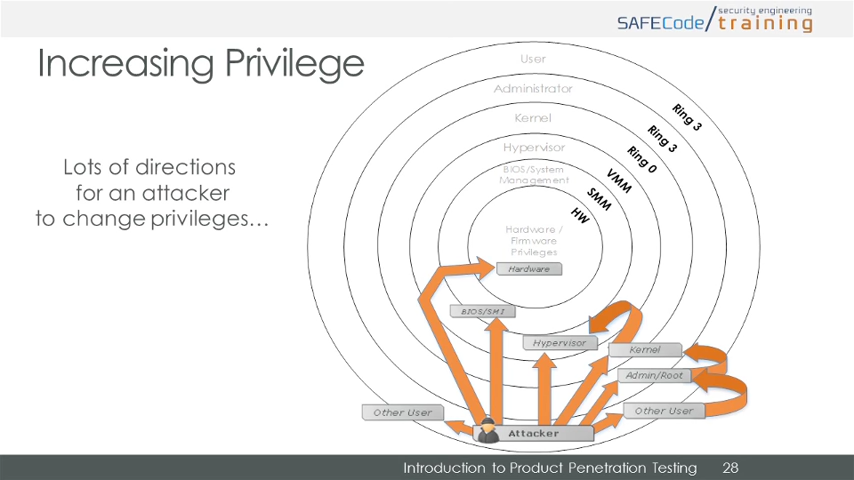 security engineering
SAFECode/training
Increasing Privilege
Lots of directions
for an attacker
to change privileges...
User
Administrator
Kernel
Hypervisor
BIOS/System
Management
Hardware /
Firmware
Privileges
Ring 3
Ring 3
Ring 0
VMM
SMM
HW
Hardware
BIOS/SMI
Hypervisor
Kernel
Admin/Root
Other User
Other User
Attacker
Introduction to Product Penetration Testing 28